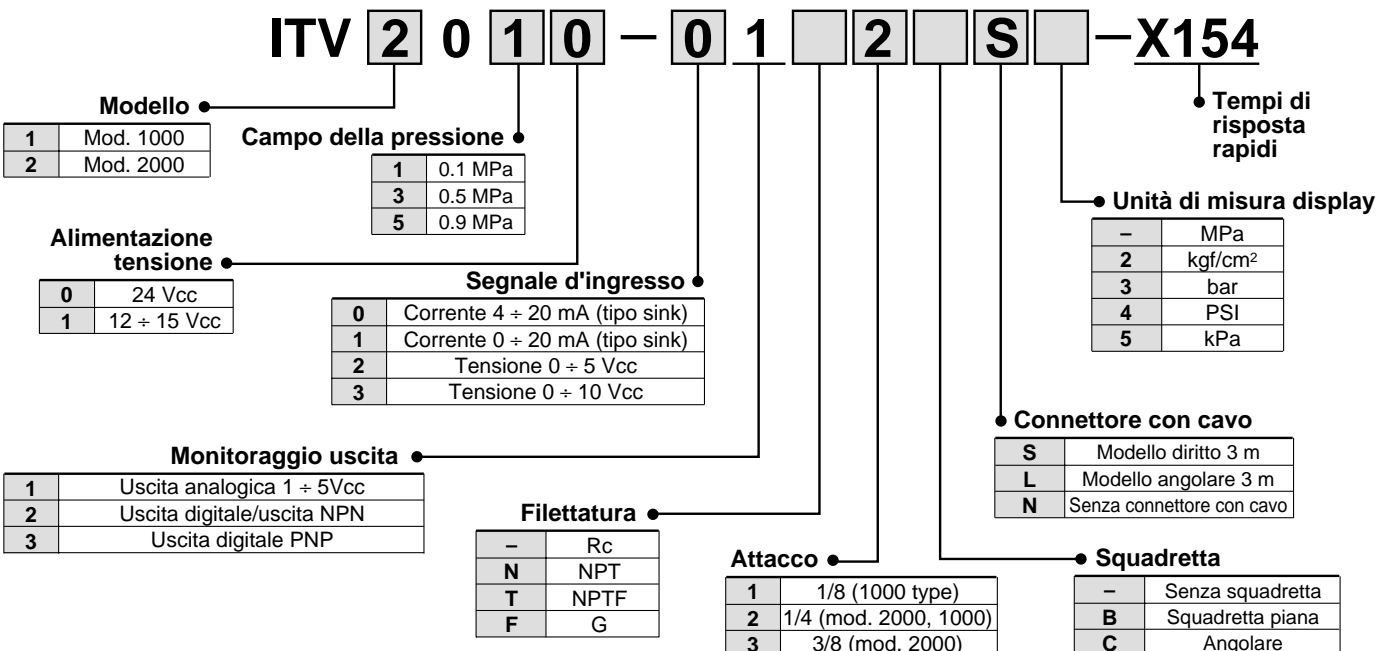 ITV 2 0 1 0 – 0 1 2 S – X154
Modello
1 Mod. 1000
2 Mod. 2000
Campo della pressione
1 0.1 MPa
3 0.5 MPa
5 0.9 MPa
Tempi di
risposta
rapidi
Unità di misura display
– MPa
2 kgf/cm²
3 bar
4 PSI
5 kPa
Alimentazione
tensione
0 24 Vcc
1 12 ÷ 15 Vcc
Segnale d'ingresso
0 Corrente 4 ÷ 20 mA (tipo sink)
1 Corrente 0 ÷ 20 mA (tipo sink)
2 Tensione 0 ÷ 5 Vcc
3 Tensione 0 ÷ 10 Vcc
Connettore con cavo
S Modello diritto 3 m
L Modello angolare 3 m
N Senza connettore con cavo
Monitoraggio uscita
1 Uscita analogica 1 ÷ 5Vcc
2 Uscita digitale/uscita NPN
3 Uscita digitale PNP
Filettatura
– Rc
N NPT
T NPTF
F G
Attacco
1 1/8 (1000 type)
2 1/4 (mod. 2000, 1000)
3 3/8 (mod. 2000)
Squadretta
– Senza squadretta
B Squadretta piana
C Angolare